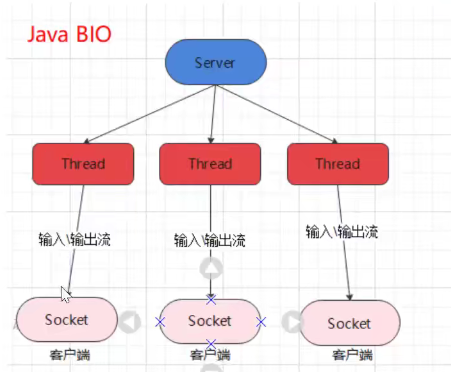 Java BIO
Server
Thread
Thread
Thread
输入\输出流
输入\输出流
输入\输出流
Socket
Socket
Socket
客户端
客户端
客户端